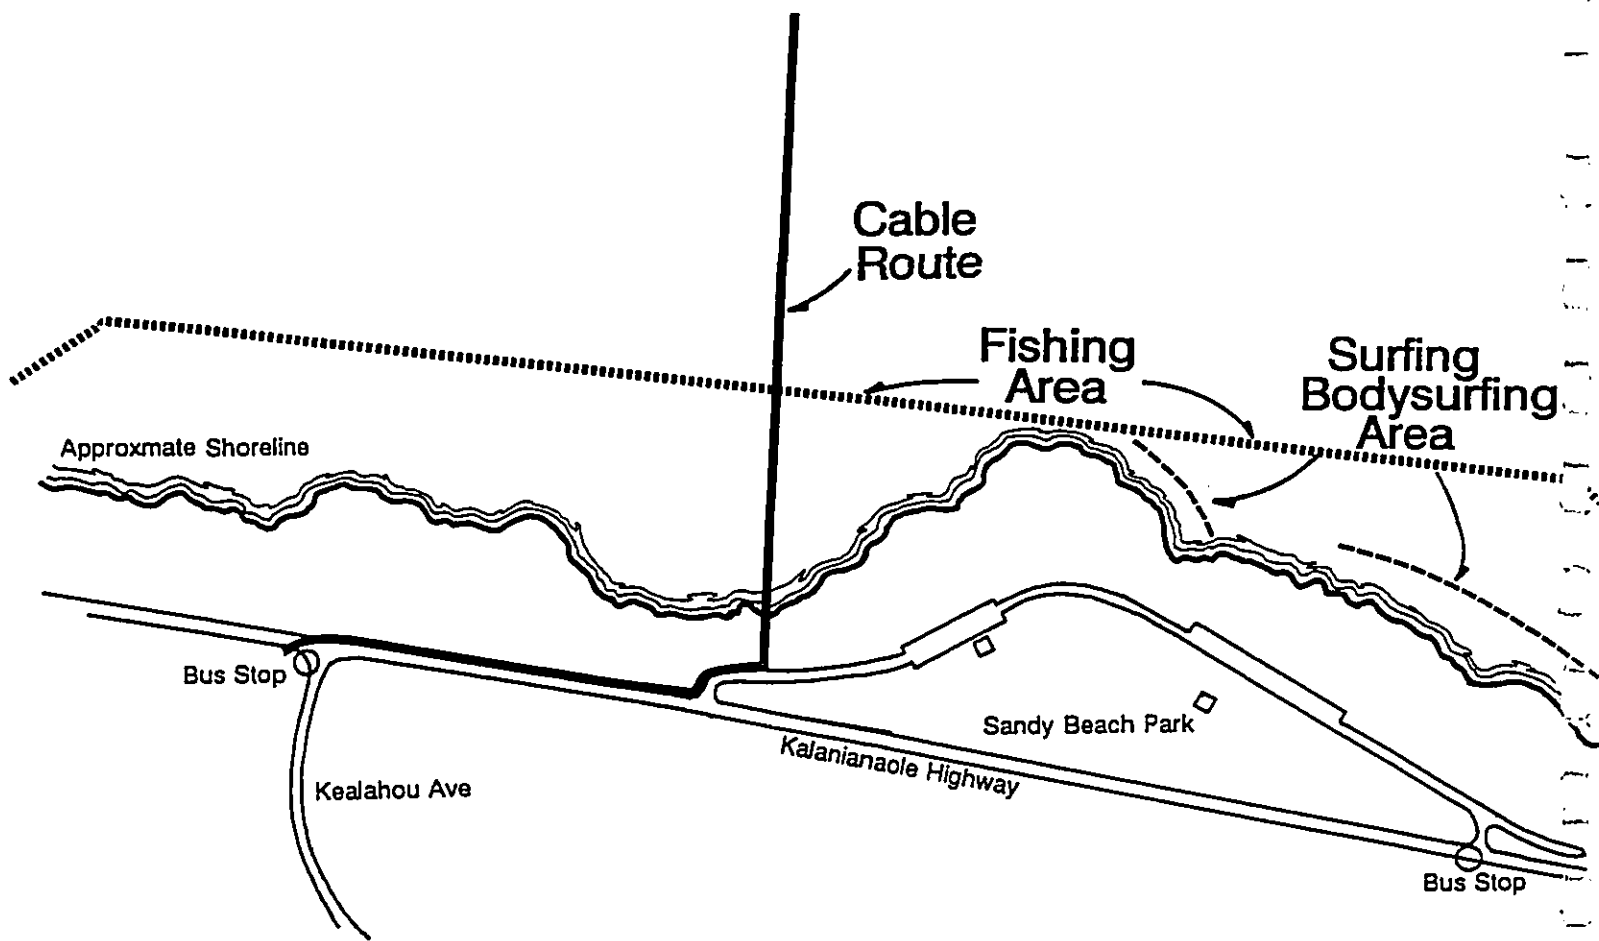 Cable
Route
Fishing
Area
Surfing
Bodysurfing
Area
Approxmate Shoreline
Bus Stop
Sandy Beach Park
Kalanianaole Highway
Kealahou Ave
Bus Stop